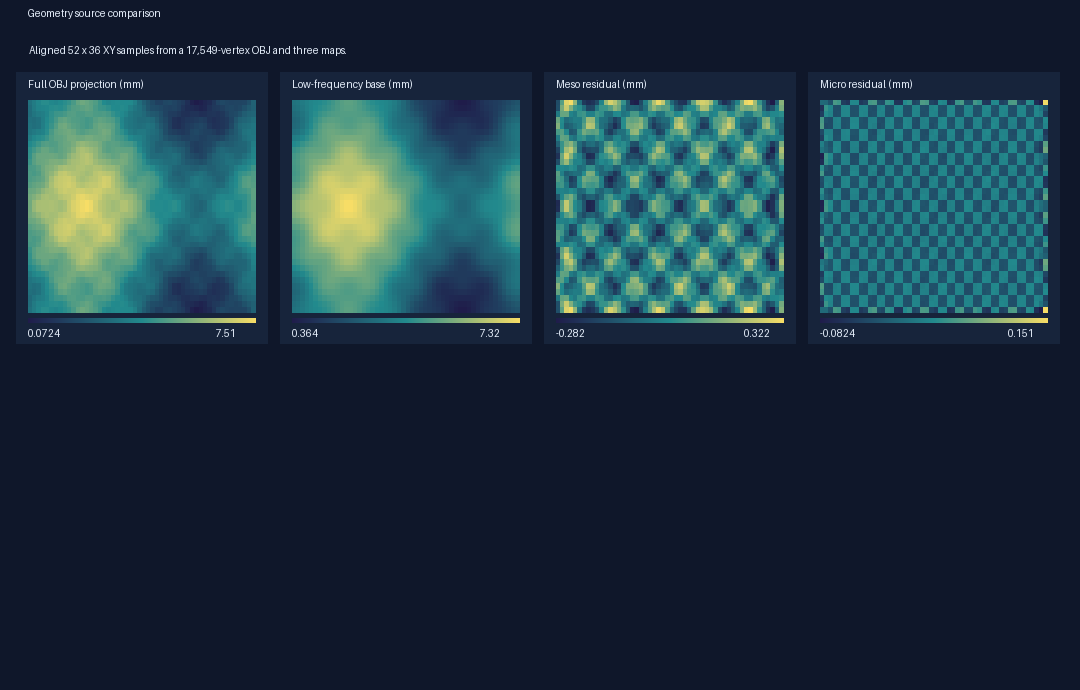 Geometry source comparison
Aligned 52 x 36 XY samples from a 17,549-vertex OBJ and three maps.
Full OBJ projection (mm)
Low-frequency base (mm)
Meso residual (mm)
Micro residual (mm)
0.0724 7.51
0.364 7.32
-0.282 0.322
-0.0824 0.151